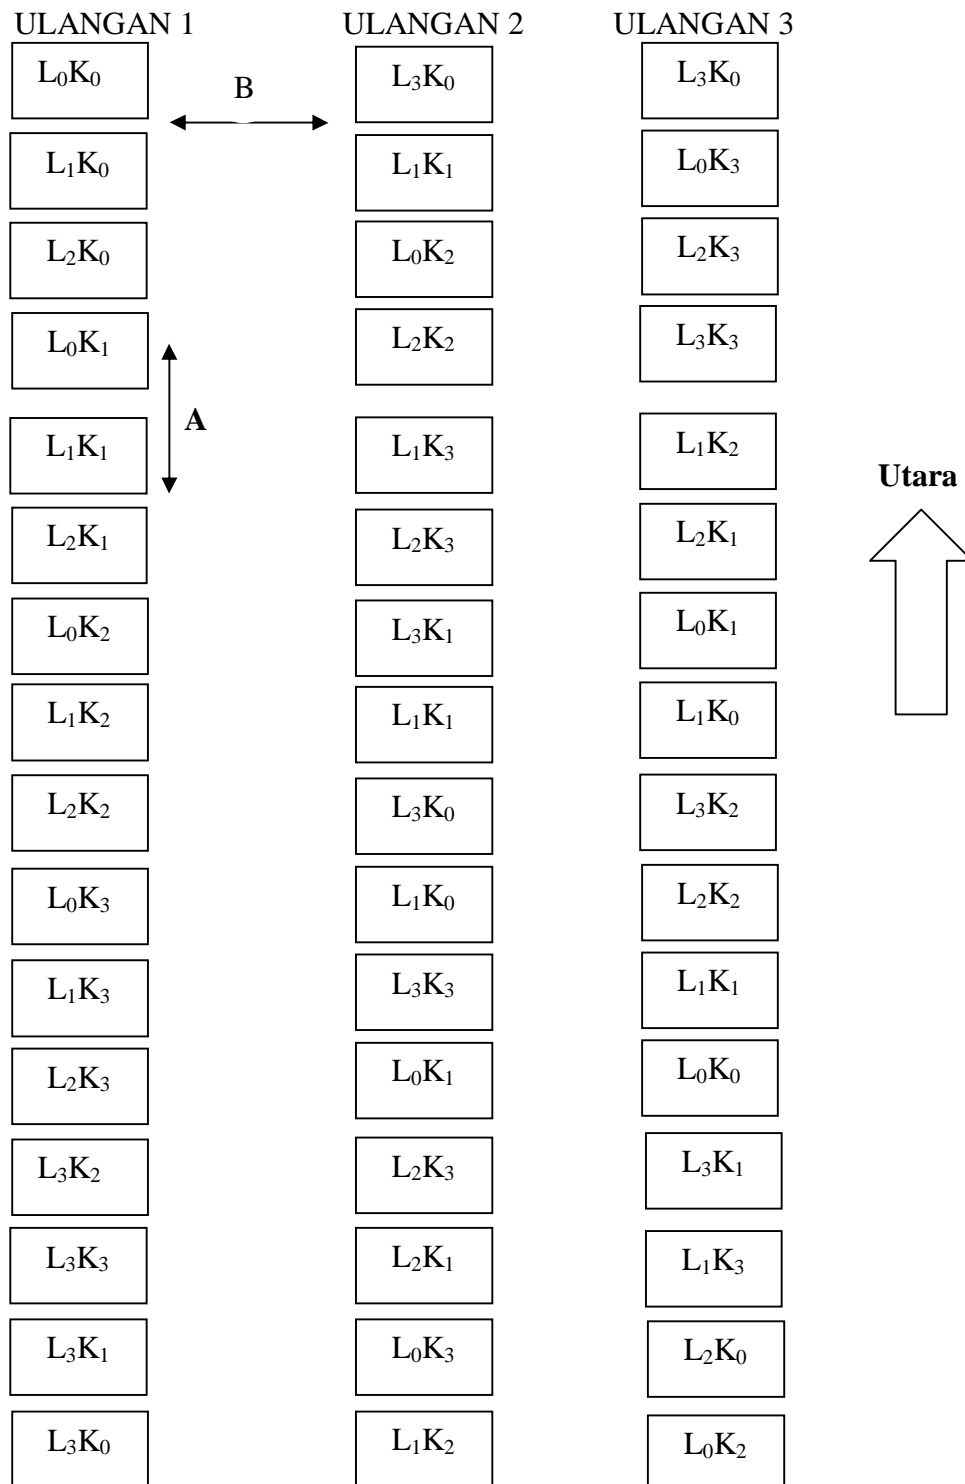 ULANGAN 1 ULANGAN 2 ULANGAN 3
L₀K₀ L₃K₀ L₃K₀
B
L₁K₀ L₁K₁ L₀K₃
L₂K₀ L₀K₂ L₂K₃
L₀K₁ L₂K₂ L₃K₃
A
L₁K₁ L₁K₃ L₁K₂
Utara
L₂K₁ L₂K₃ L₂K₁
L₀K₂ L₃K₁ L₀K₁
L₁K₂ L₁K₁ L₁K₀
L₂K₂ L₃K₀ L₃K₂
L₀K₃ L₁K₀ L₂K₂
L₁K₃ L₃K₃ L₁K₁
L₂K₃ L₀K₁ L₀K₀
L₃K₂ L₂K₃ L₃K₁
L₃K₃ L₂K₁ L₁K₃
L₃K₁ L₀K₃ L₂K₀
L₃K₀ L₁K₂ L₀K₂